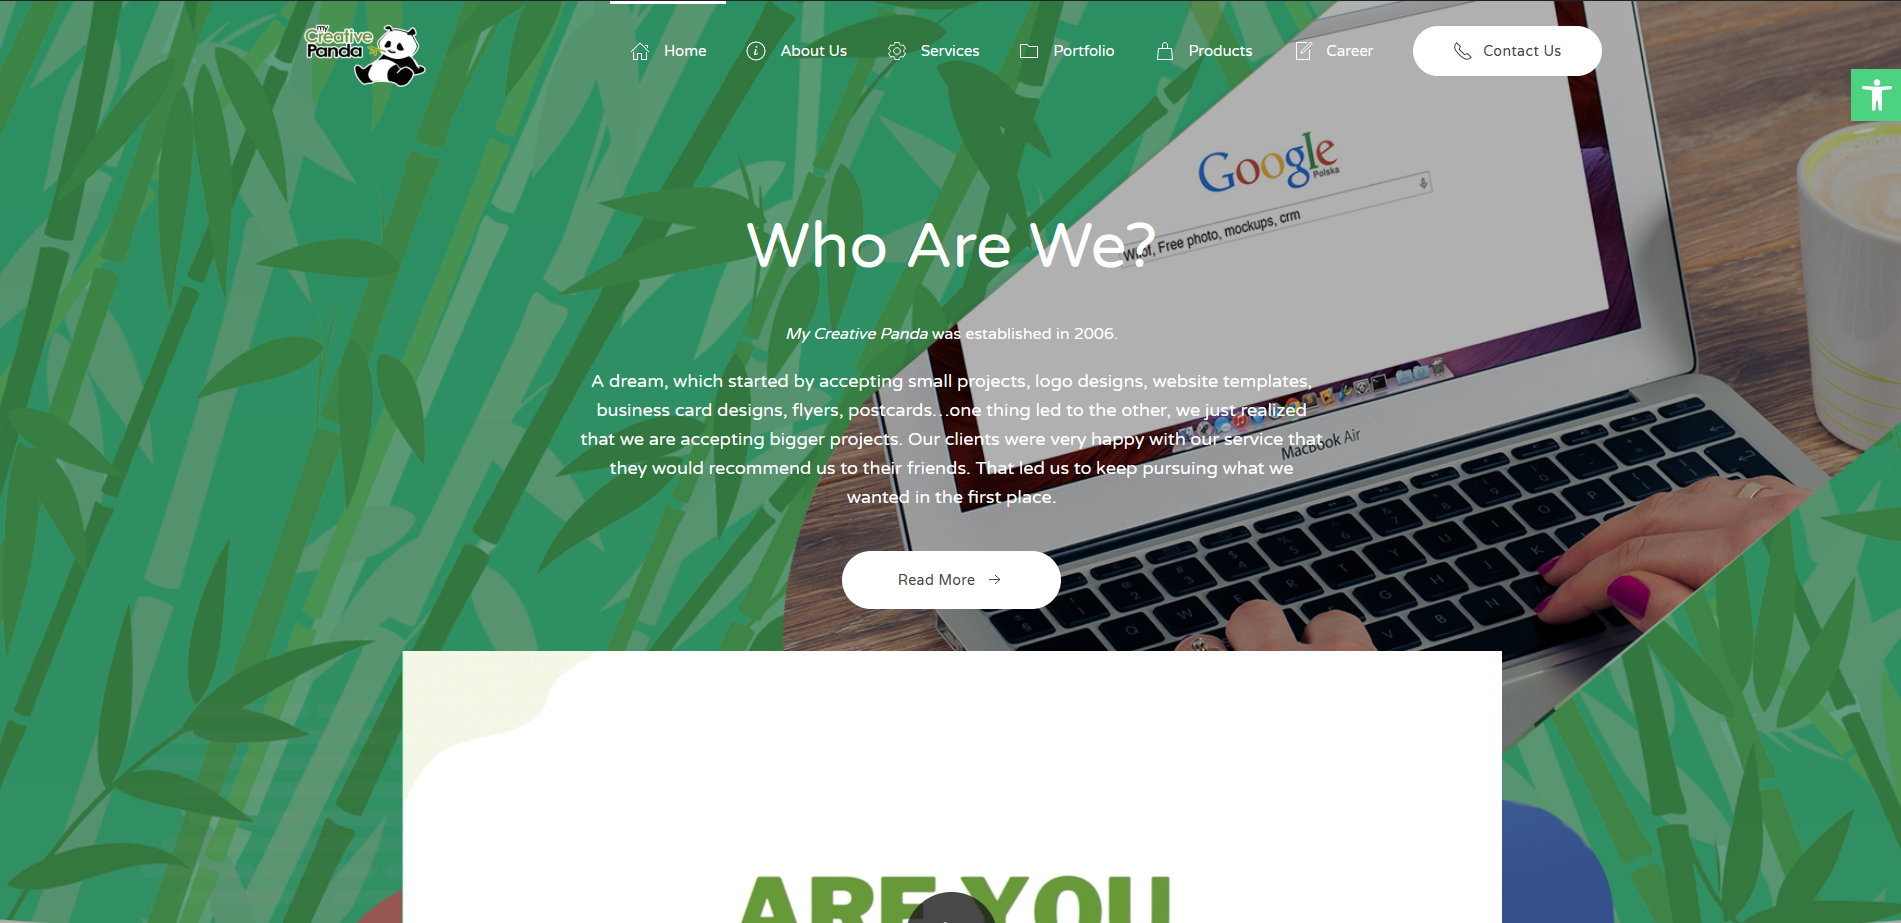 my
Creative
Panda
Home
About Us
Services
Portfolio
Products
Career
Contact Us
Google
Polska
Free photo, mockups, crm
Who Are We?
My Creative Panda was established in 2006.
A dream, which started by accepting small projects, logo designs, website templates,
business card designs, flyers, postcards...one thing led to the other, we just realized
that we are accepting bigger projects. Our clients were very happy with our service that
they would recommend us to their friends. That led us to keep pursuing what we
wanted in the first place.
MacBook Air
Read More
ARE YOU